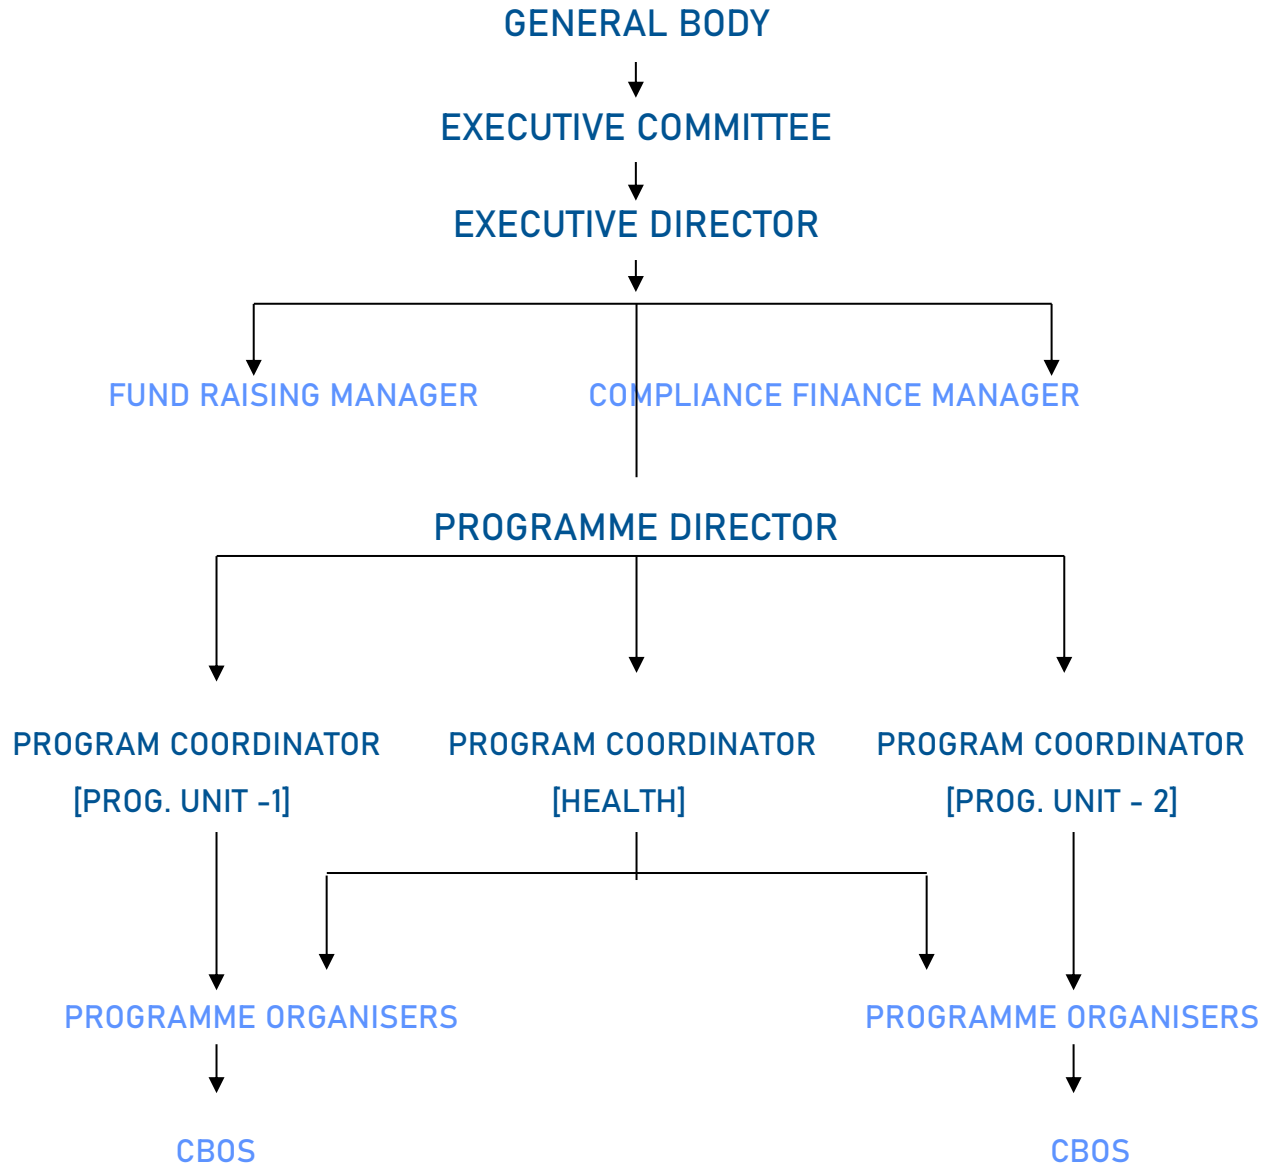 GENERAL BODY
EXECUTIVE COMMITTEE
EXECUTIVE DIRECTOR
FUND RAISING MANAGER
COMPLIANCE FINANCE MANAGER
PROGRAMME DIRECTOR
PROGRAM COORDINATOR
[PROG. UNIT -1]
PROGRAM COORDINATOR
[HEALTH]
PROGRAM COORDINATOR
[PROG. UNIT - 2]
PROGRAMME ORGANISERS
PROGRAMME ORGANISERS
CBOS
CBOS